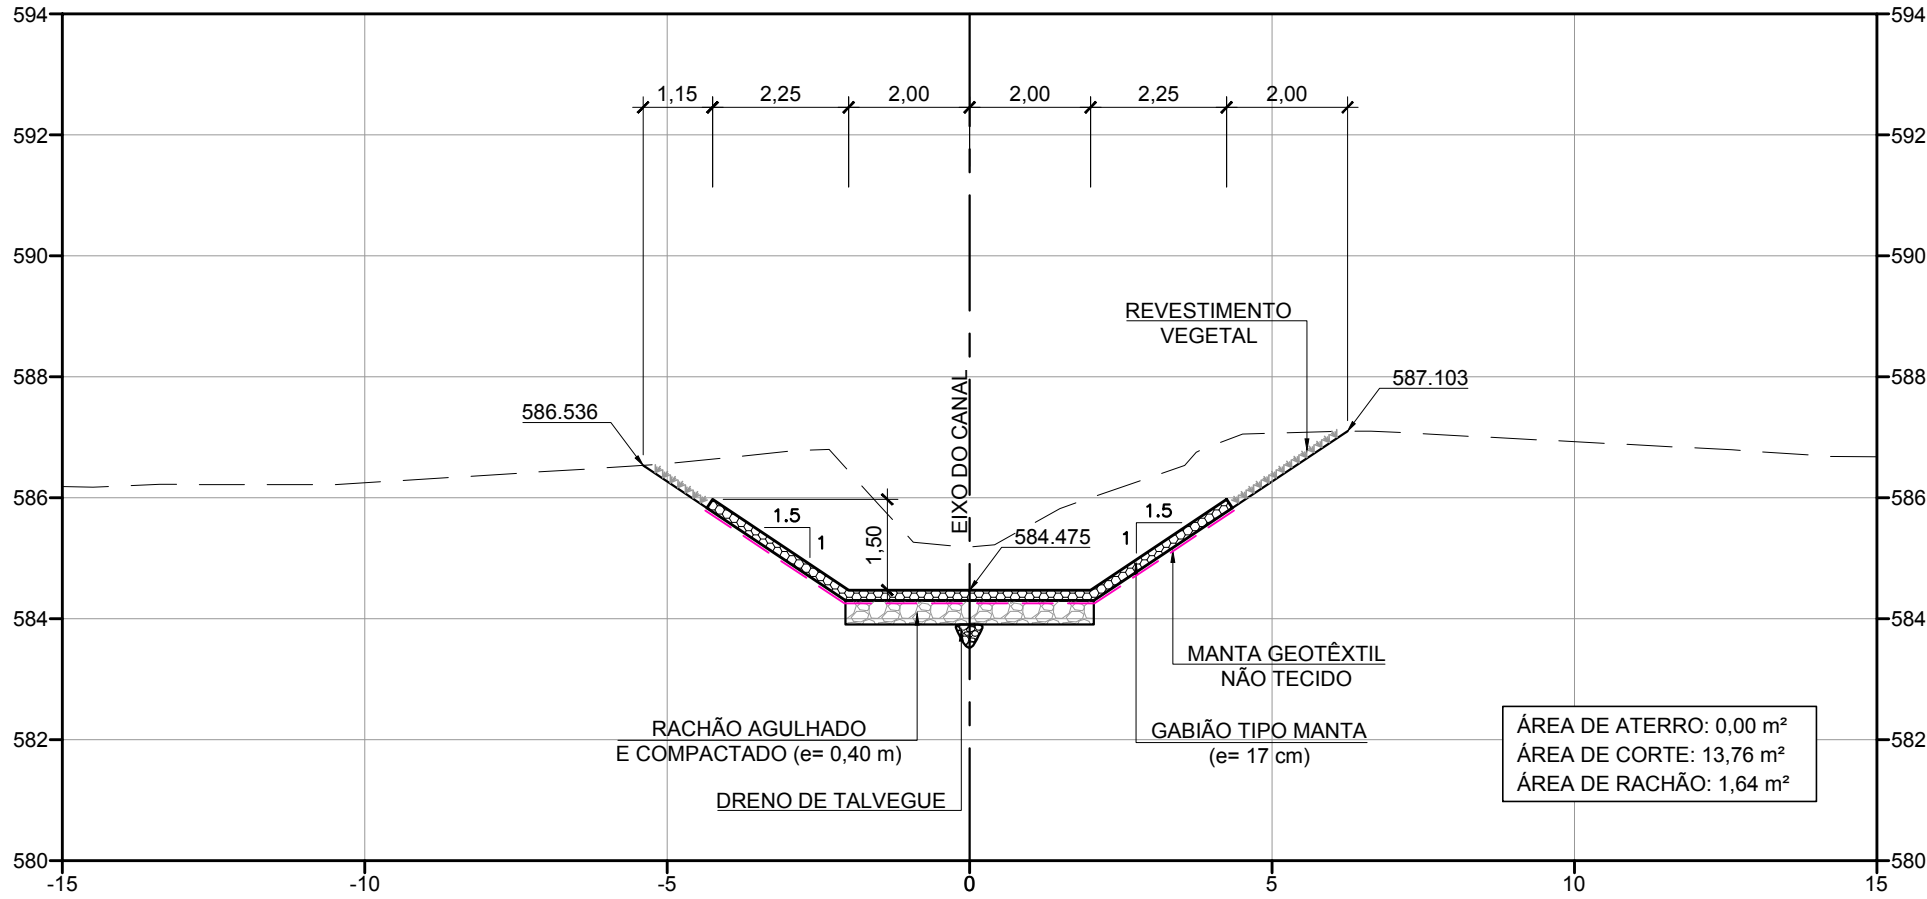 594
594
1,15
2,25
2,00
2,00
2,25
2,00
592
592
590
590
REVESTIMENTO
VEGETAL
588
588
EIXO DO CANAL
587.103
586.536
586
586
1.5
1
1,50
1.5
1
584.475
584
584
MANTA GEOTÊXTIL
NÃO TECIDO
RACHÃO AGULHADO
E COMPACTADO (e= 0,40 m)
GABIÃO TIPO MANTA
(e= 17 cm)
ÁREA DE ATERRO: 0,00 m²
ÁREA DE CORTE: 13,76 m²
ÁREA DE RACHÃO: 1,64 m²
582
582
DRENO DE TALVEGUE
580
580
-15
-10
-5
0
5
10
15